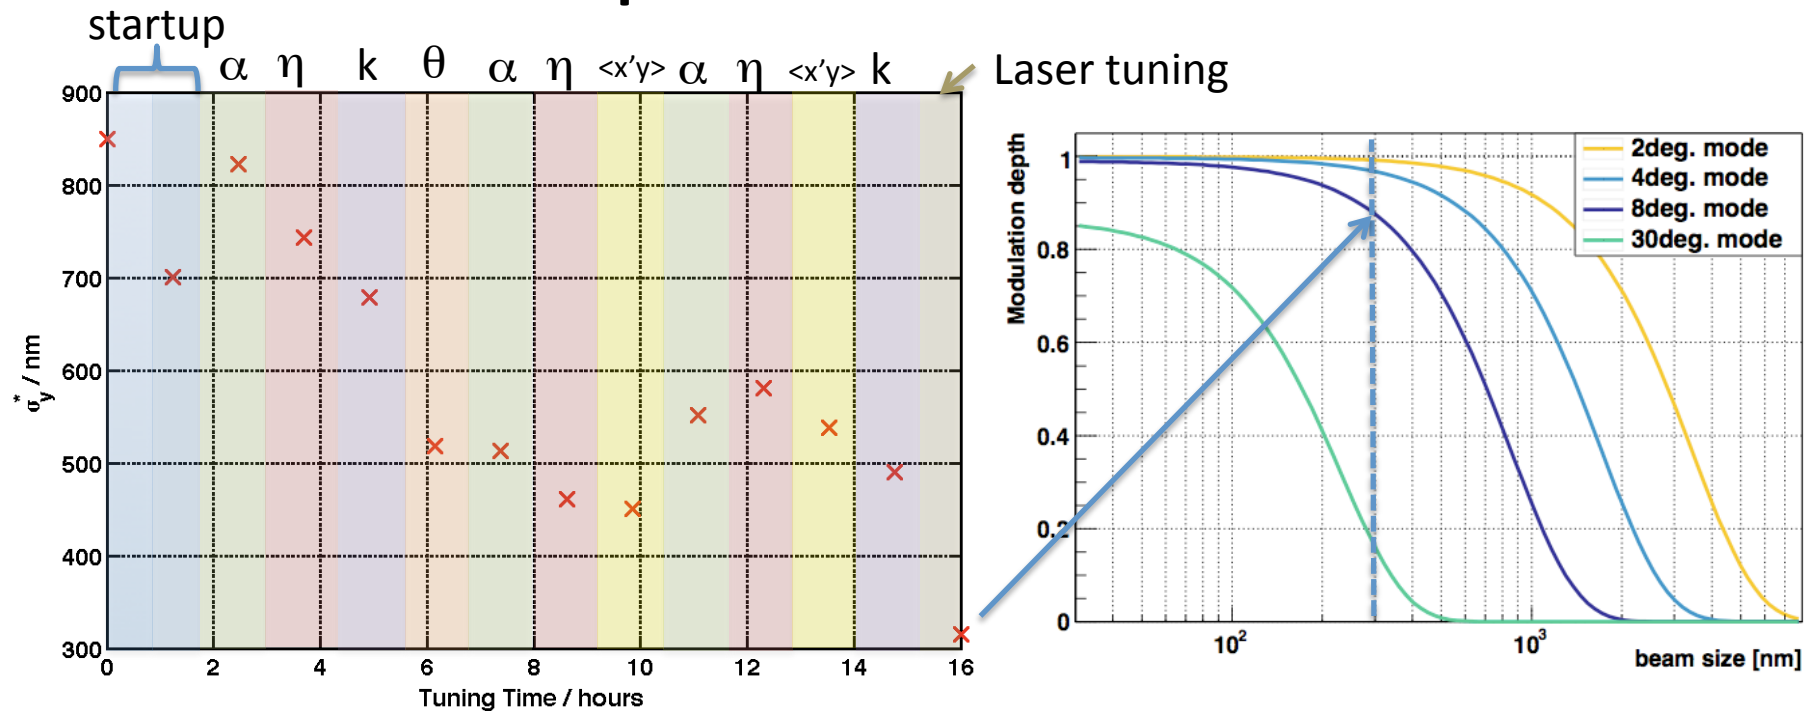 startup
α η k θ α η <x'y> α η <x'y> k
Laser tuning
900
800
700
600
500
400
300
σ*y / nm
0 2 4 6 8 10 12 14 16
Tuning Time / hours
Modulation depth
1
0.8
0.6
0.4
0.2
0
2deg. mode
4deg. mode
8deg. mode
30deg. mode
10² 10³
beam size [nm]